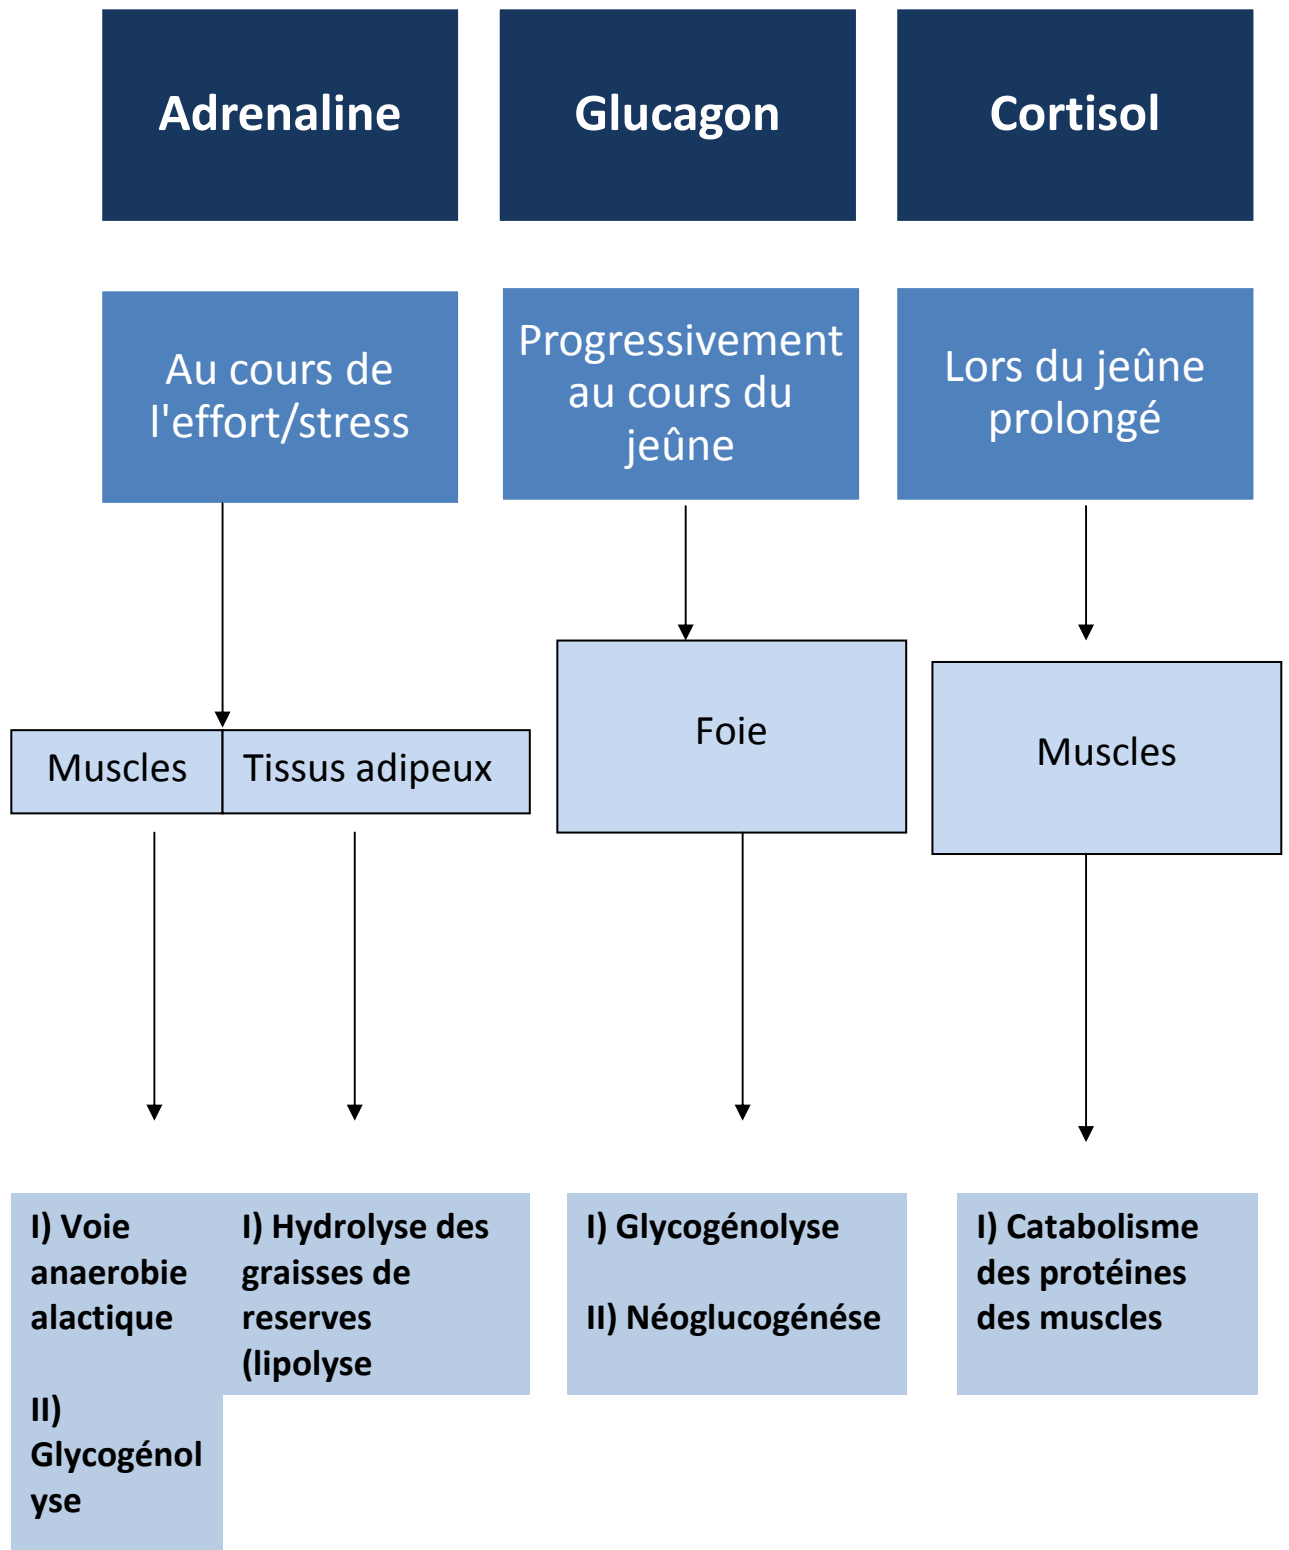 Adrenaline
Glucagon
Cortisol
Au cours de
l'effort/stress
Progressivement
au cours du
jeûne
Lors du jeûne
prolongé
Muscles
Tissus adipeux
Foie
Muscles
I) Voie
anaerobie
alactique
II)
Glycogénol
yse
I) Hydrolyse des
graisses de
reserves
(lipolyse
I) Glycogénolyse
II) Néoglucogénése
I) Catabolisme
des protéines
des muscles